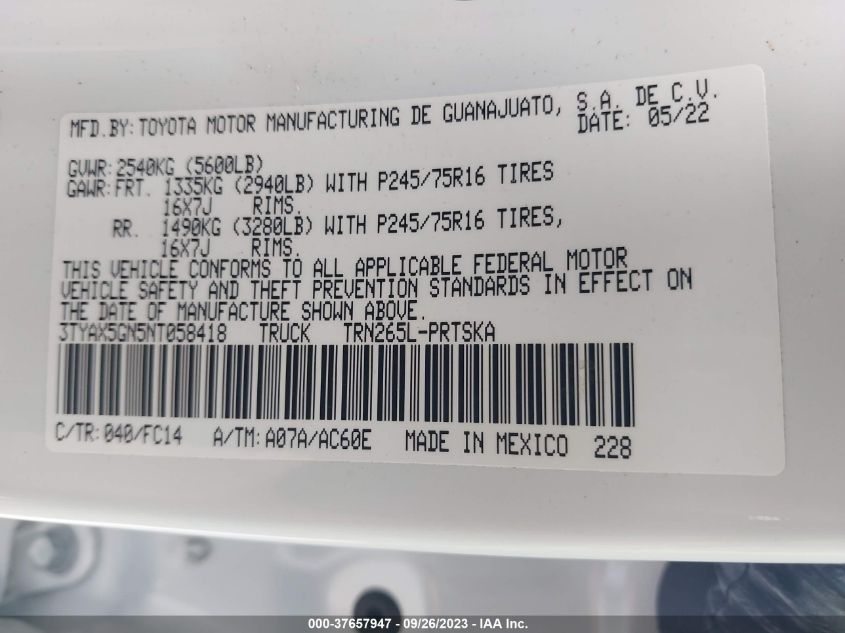 MFD.BY:TOYOTA MOTOR MANUFACTURING DE GUANAJUATO, S.A. DE C.V.
DATE: 05/22
GVWR:2540KG (5600LB)
GAWR:FRT. 1335KG (2940LB) WITH P245/75R16 TIRES
16X7J RIMS.
RR. 1490KG (3280LB) WITH P245/75R16 TIRES,
16X7J RIMS.
THIS VEHICLE CONFORMS TO ALL APPLICABLE FEDERAL MOTOR
VEHICLE SAFETY AND THEFT PREVENTION STANDARDS IN EFFECT ON
THE DATE OF MANUFACTURE SHOWN ABOVE.
3TYAX5GN5NT058418 TRUCK TRN265L-PRTSKA
C/TR:040/FC14 A/TM:A07A/AC60E MADE IN MEXICO 228
000-37657947 - 09/26/2023 - IAA Inc.